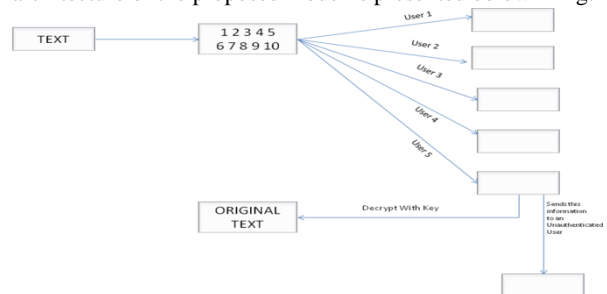 TEXT
1 2 3 4 5
6 7 8 9 10
User 1
User 2
User 3
User 4
User 5
ORIGINAL
TEXT
Decrypt With Key
Sends this
information
to an
Unauthenticated
User